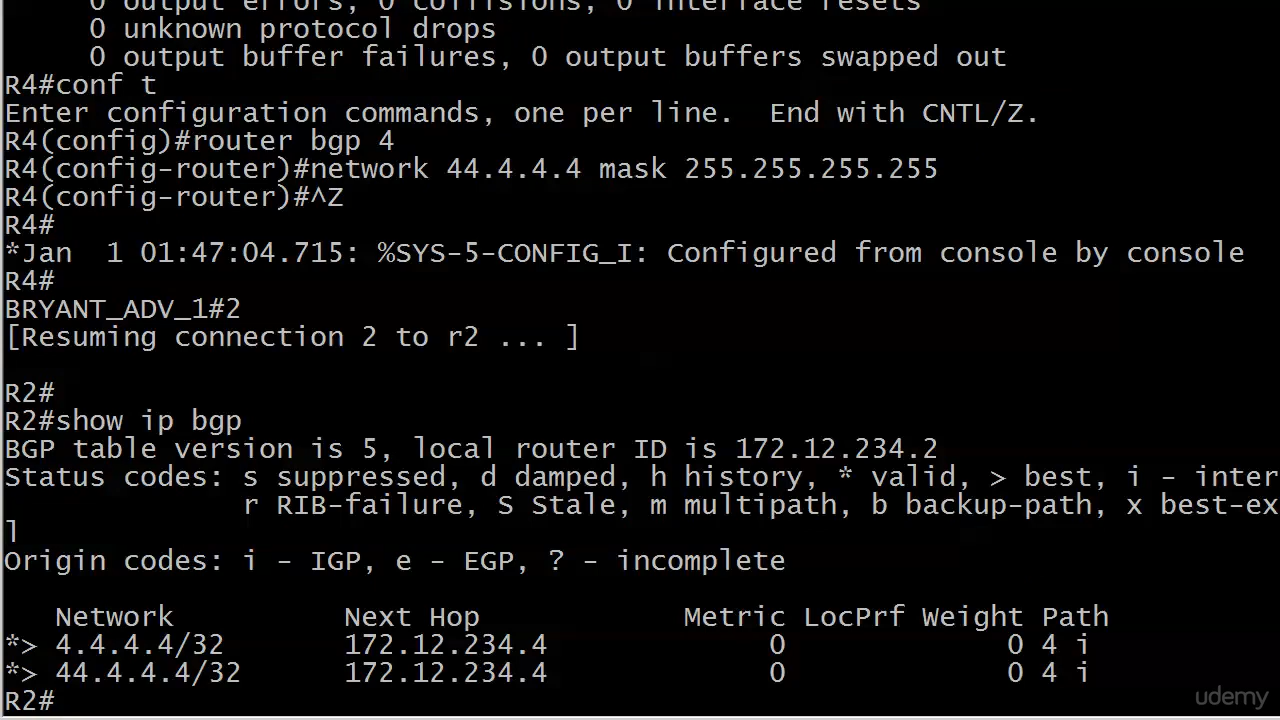 0 output errors, 0 collisions, 0 interface resets
0 unknown protocol drops
0 output buffer failures, 0 output buffers swapped out
R4#conf t
Enter configuration commands, one per line.  End with CNTL/Z.
R4(config)#router bgp 4
R4(config-router)#network 44.4.4.4 mask 255.255.255.255
R4(config-router)#^Z
R4#
*Jan  1 01:47:04.715: %SYS-5-CONFIG_I: Configured from console by console
R4#
BRYANT_ADV_1#2
[Resuming connection 2 to r2 ... ]
R2#
R2#show ip bgp
BGP table version is 5, local router ID is 172.12.234.2
Status codes: s suppressed, d damped, h history, * valid, > best, i - inter
r RIB-failure, S Stale, m multipath, b backup-path, x best-ex
l
Origin codes: i - IGP, e - EGP, ? - incomplete
Network Next Hop Metric LocPrf Weight Path
*> 4.4.4.4/32 172.12.234.4 0 0 4 i
*> 44.4.4.4/32 172.12.234.4 0 0 4 i
R2#
udemy